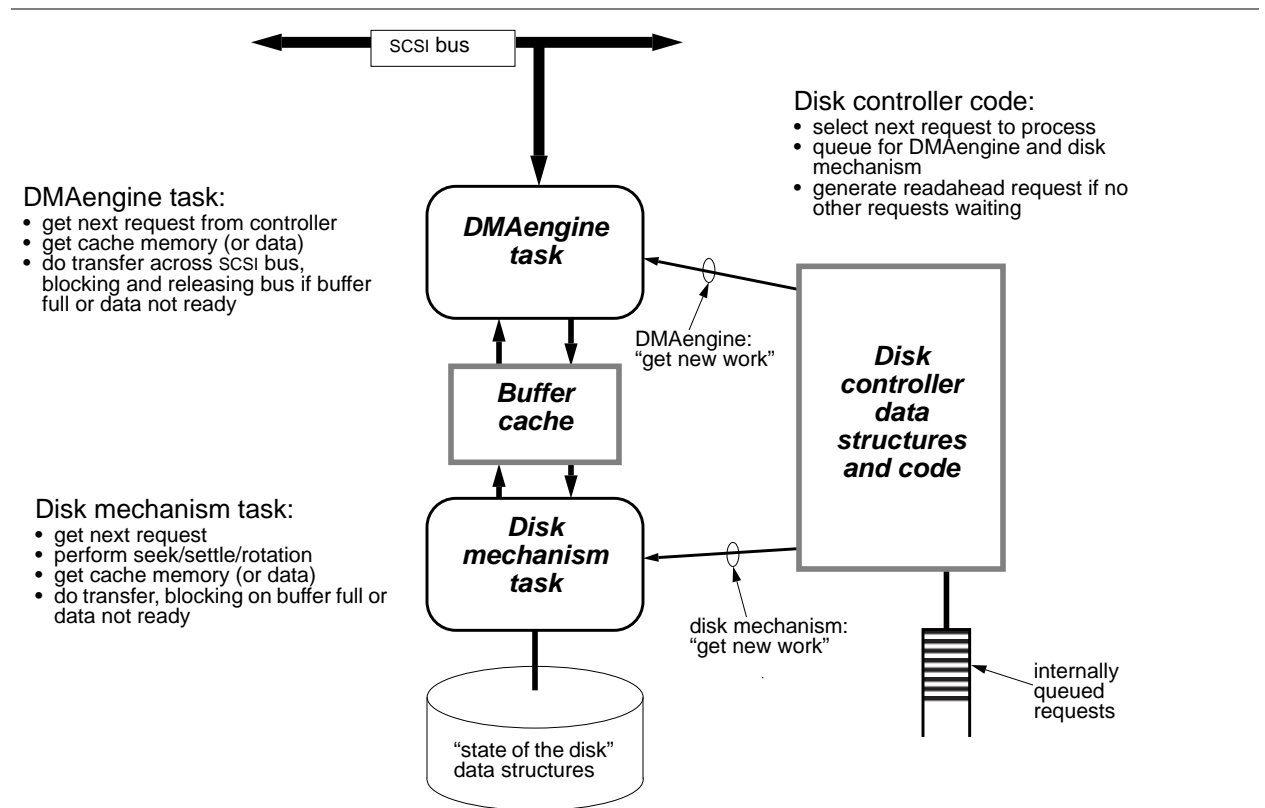 SCSI bus
Disk controller code:
• select next request to process
• queue for DMAengine and disk
mechanism
• generate readahead request if no
other requests waiting
DMAengine task:
• get next request from controller
• get cache memory (or data)
• do transfer across SCSI bus,
blocking and releasing bus if buffer
full or data not ready
DMAengine
task
DMAengine:
“get new work”
Disk
controller
data
structures
and code
Buffer
cache
Disk mechanism task:
• get next request
• perform seek/settle/rotation
• get cache memory (or data)
• do transfer, blocking on buffer full or
data not ready
Disk
mechanism
task
disk mechanism:
“get new work”
internally
queued
requests
“state of the disk”
data structures